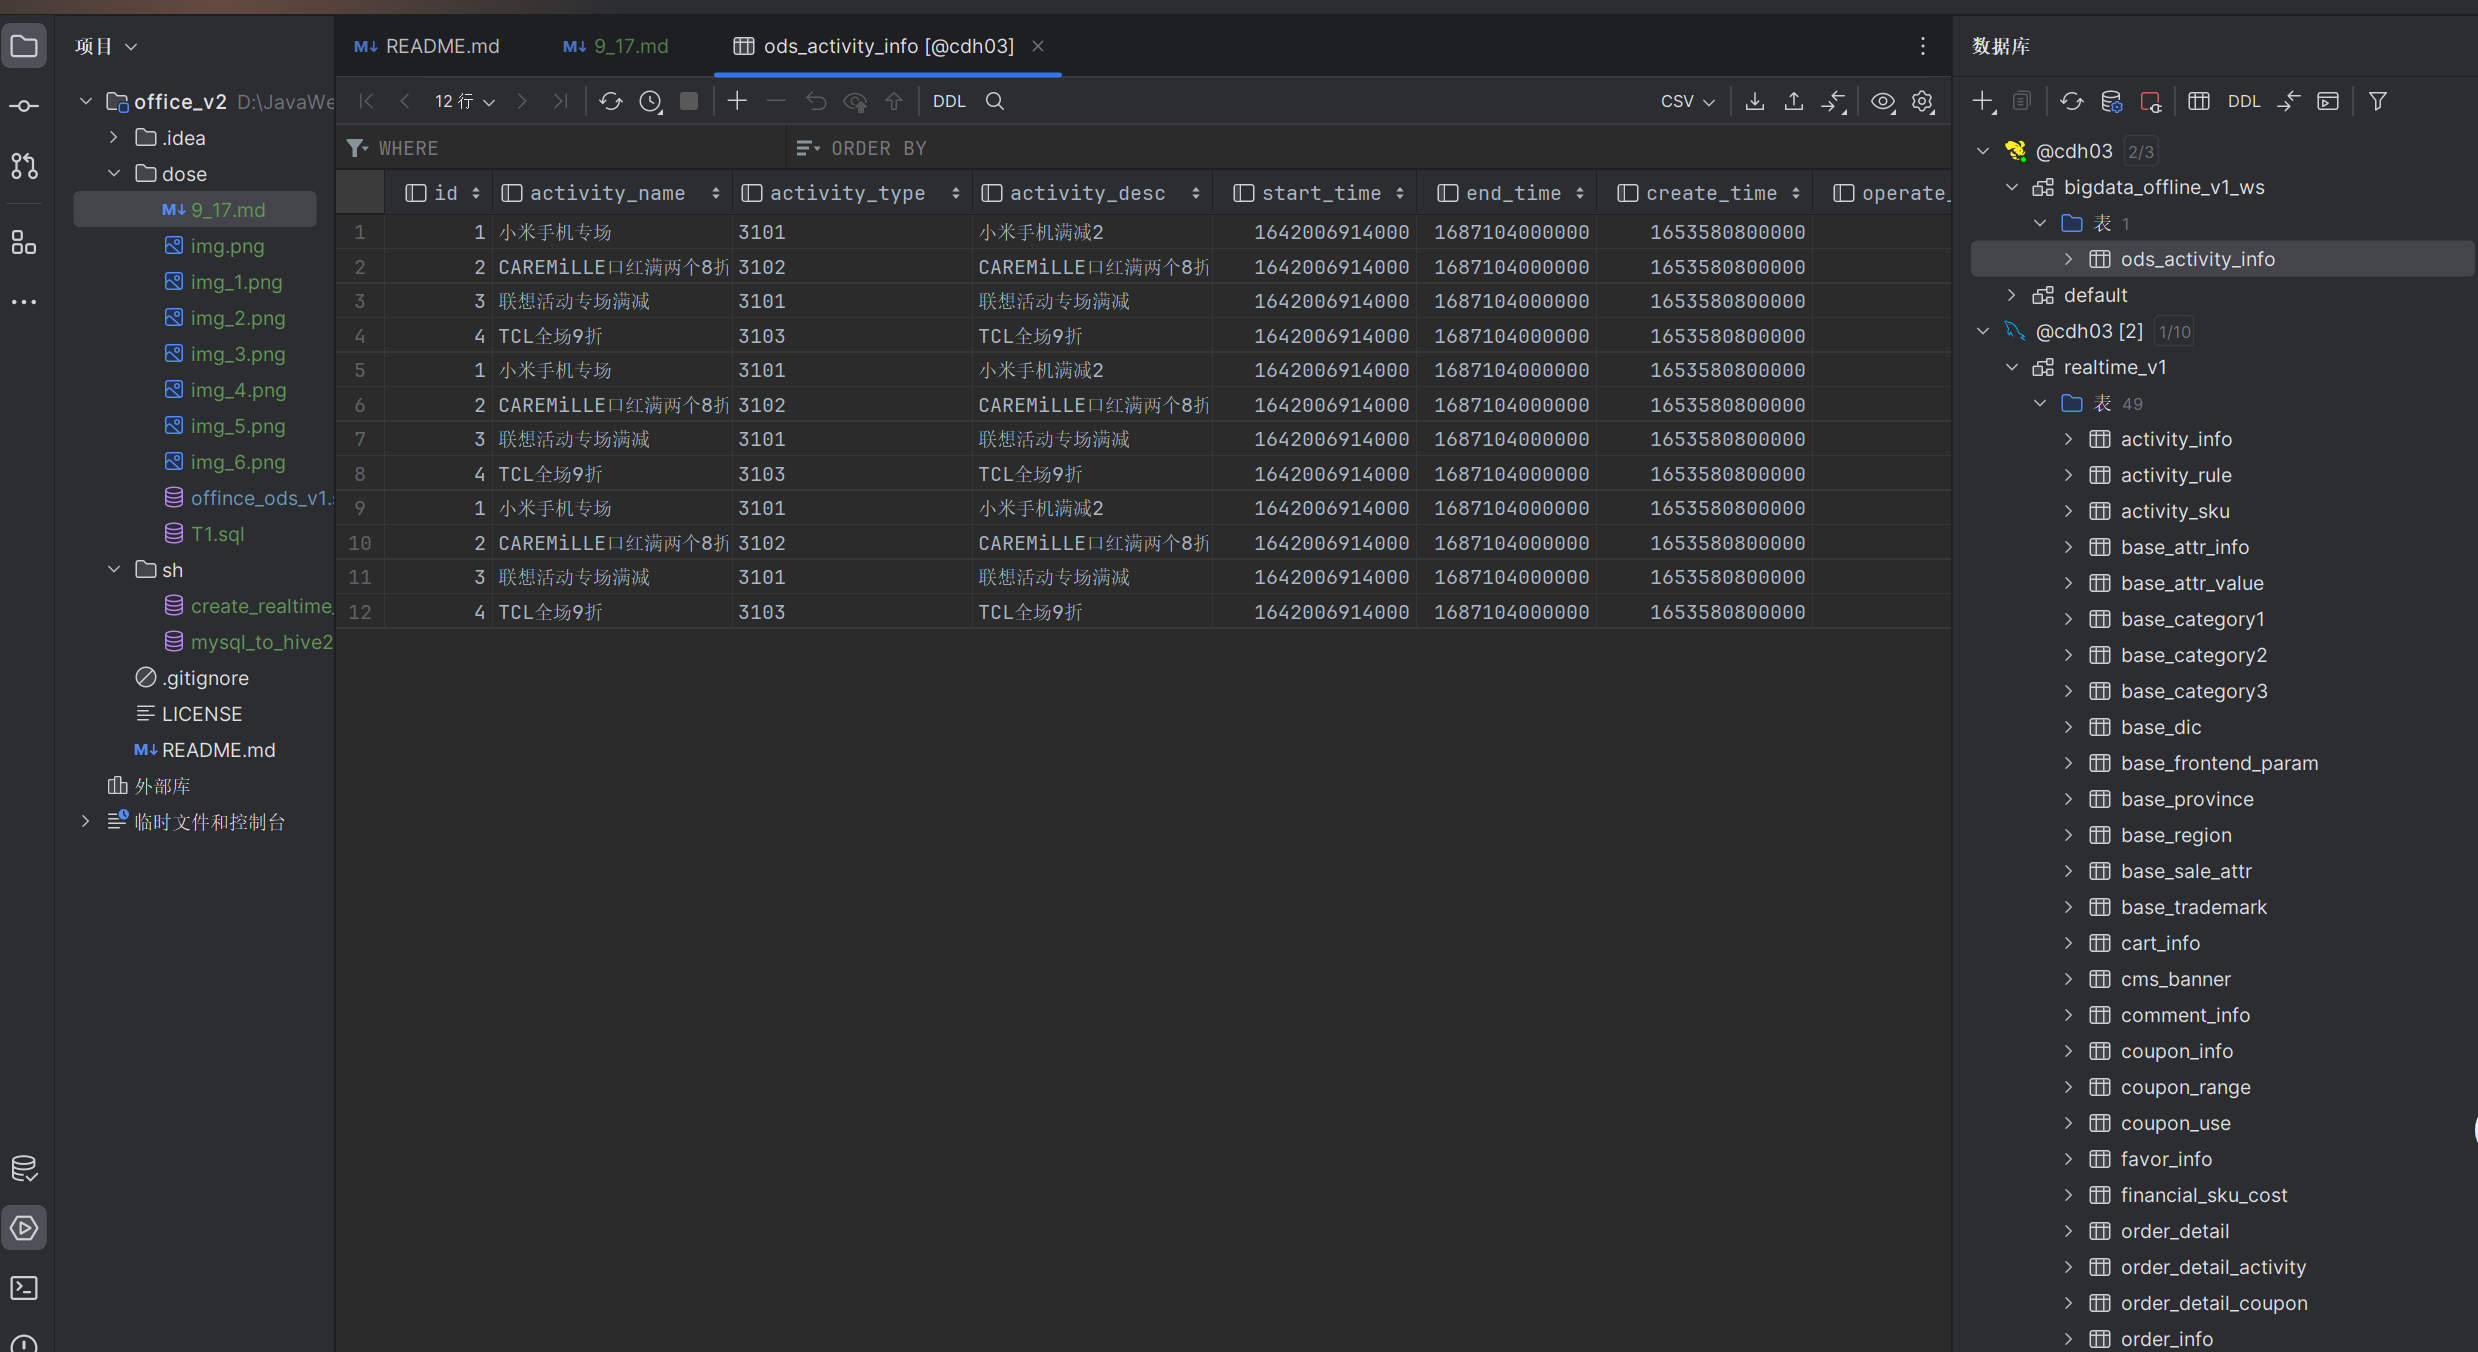 项目
office_v2 D:\JavaWe
.idea
dose
9_17.md
img.png
img_1.png
img_2.png
img_3.png
img_4.png
img_5.png
img_6.png
offince_ods_v1.
T1.sql
sh
create_realtime_
mysql_to_hive2
.gitignore
LICENSE
README.md
外部库
临时文件和控制台
README.md
9_17.md
ods_activity_info [@cdh03]
12 行
DDL
CSV
WHERE
ORDER BY
id activity_name activity_type activity_desc start_time end_time create_time operate_
1 1 小米手机专场 3101 小米手机满减2 1642006914000 1687104000000 1653580800000
2 2 CAREMiLLE口红满两个8折 3102 CAREMiLLE口红满两个8折 1642006914000 1687104000000 1653580800000
3 3 联想活动专场满减 3101 联想活动专场满减 1642006914000 1687104000000 1653580800000
4 4 TCL全场9折 3103 TCL全场9折 1642006914000 1687104000000 1653580800000
5 1 小米手机专场 3101 小米手机满减2 1642006914000 1687104000000 1653580800000
6 2 CAREMiLLE口红满两个8折 3102 CAREMiLLE口红满两个8折 1642006914000 1687104000000 1653580800000
7 3 联想活动专场满减 3101 联想活动专场满减 1642006914000 1687104000000 1653580800000
8 4 TCL全场9折 3103 TCL全场9折 1642006914000 1687104000000 1653580800000
9 1 小米手机专场 3101 小米手机满减2 1642006914000 1687104000000 1653580800000
10 2 CAREMiLLE口红满两个8折 3102 CAREMiLLE口红满两个8折 1642006914000 1687104000000 1653580800000
11 3 联想活动专场满减 3101 联想活动专场满减 1642006914000 1687104000000 1653580800000
12 4 TCL全场9折 3103 TCL全场9折 1642006914000 1687104000000 1653580800000
数据库
DDL
@cdh03 2/3
bigdata_offline_v1_ws
表 1
ods_activity_info
default
@cdh03 [2] 1/10
realtime_v1
表 49
activity_info
activity_rule
activity_sku
base_attr_info
base_attr_value
base_category1
base_category2
base_category3
base_dic
base_frontend_param
base_province
base_region
base_sale_attr
base_trademark
cart_info
cms_banner
comment_info
coupon_info
coupon_range
coupon_use
favor_info
financial_sku_cost
order_detail
order_detail_activity
order_detail_coupon
order_info